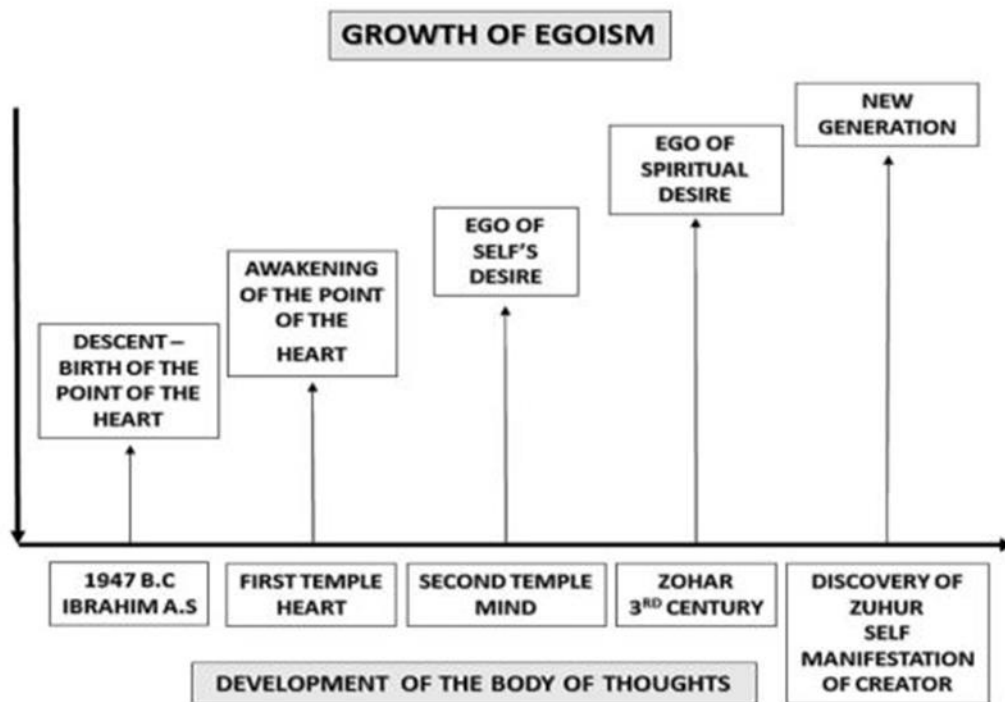 GROWTH OF EGOISM
NEW
GENERATION
EGO OF
SPIRITUAL
DESIRE
EGO OF
SELF'S
DESIRE
AWAKENING
OF THE POINT
OF THE
HEART
DESCENT –
BIRTH OF THE
POINT OF THE
HEART
1947 B.C
IBRAHIM A.S
FIRST TEMPLE
HEART
SECOND TEMPLE
MIND
ZOHAR
3RD CENTURY
DISCOVERY OF
ZUHUR
SELF
MANIFESTATION
OF CREATOR
DEVELOPMENT OF THE BODY OF THOUGHTS